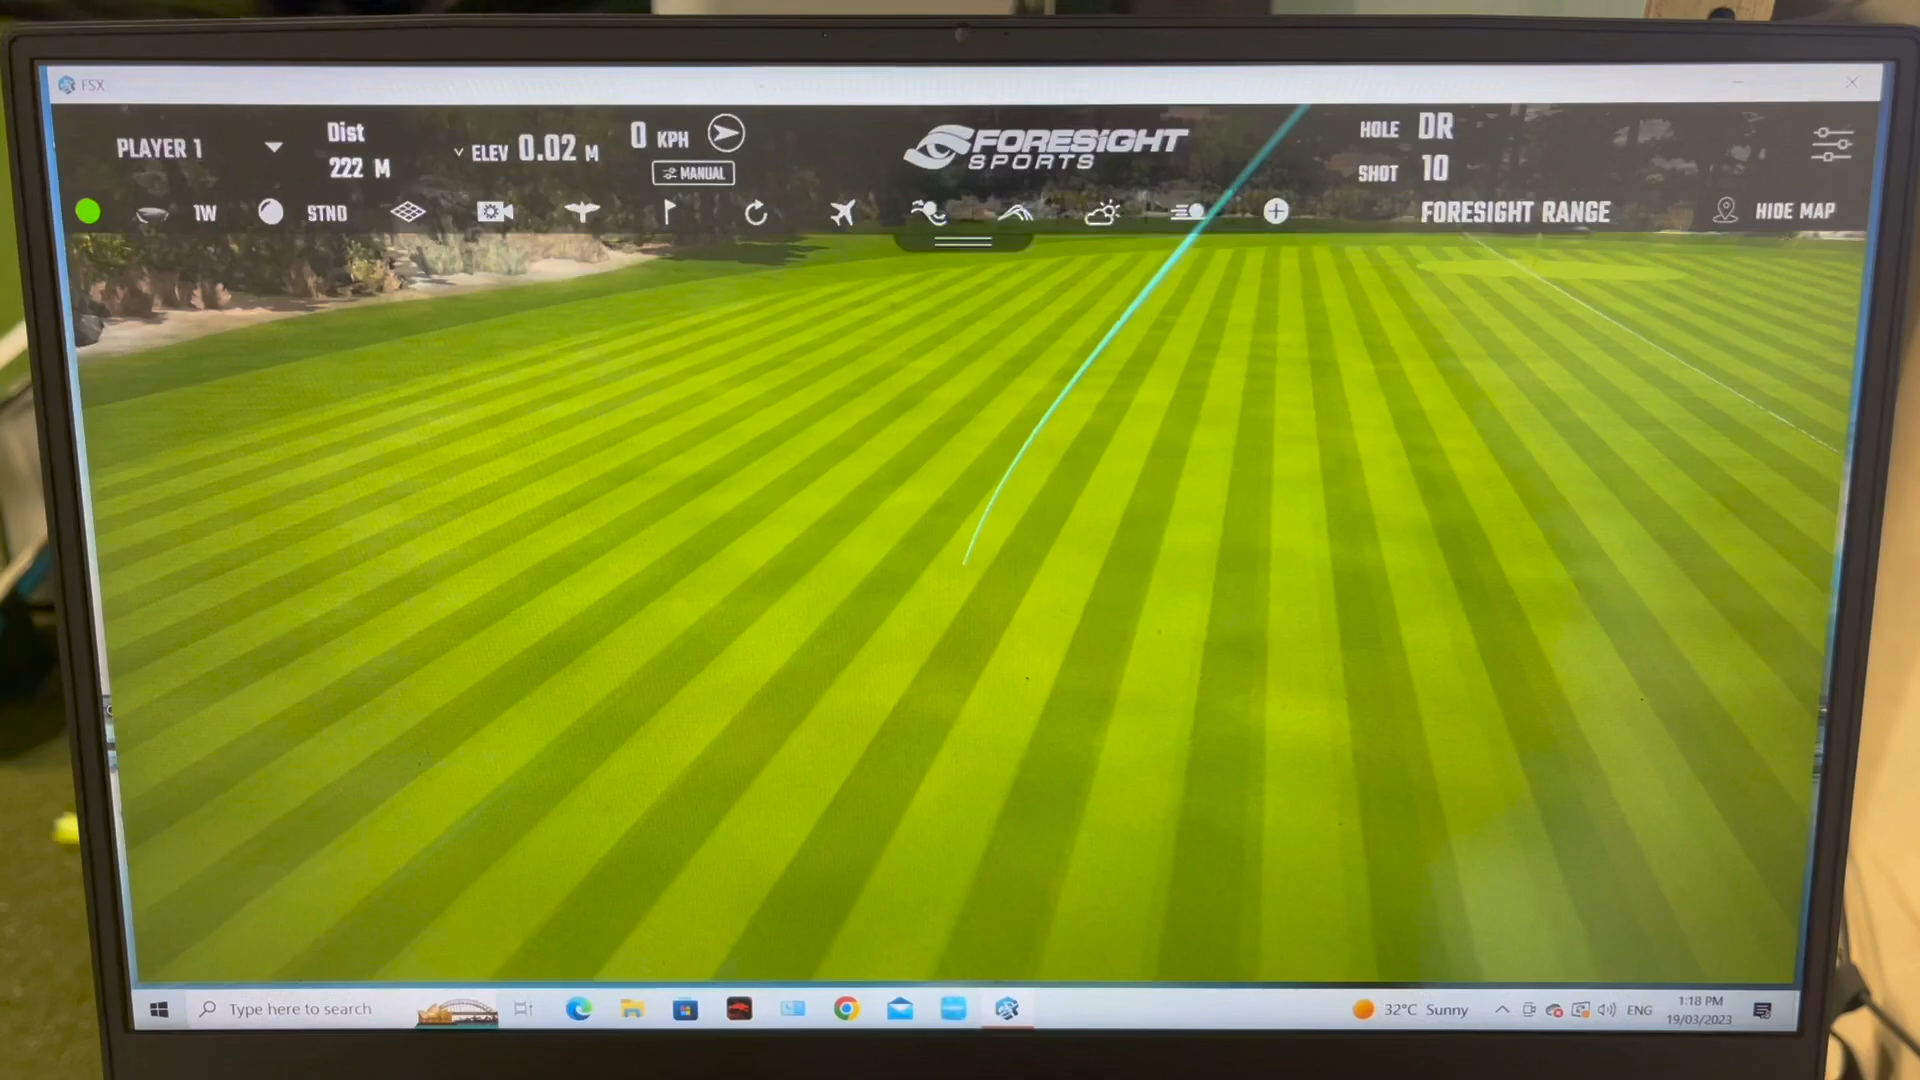 FSX
PLAYER 1
Dist
222 M
ELEV 0.02 M
0 KPH
MANUAL
FORESIGHT
SPORTS
HOLE DR
SHOT 10
1W
STND
FORESIGHT RANGE
HIDE MAP
Type here to search
32°C Sunny
ENG
1:18 PM
19/03/2023